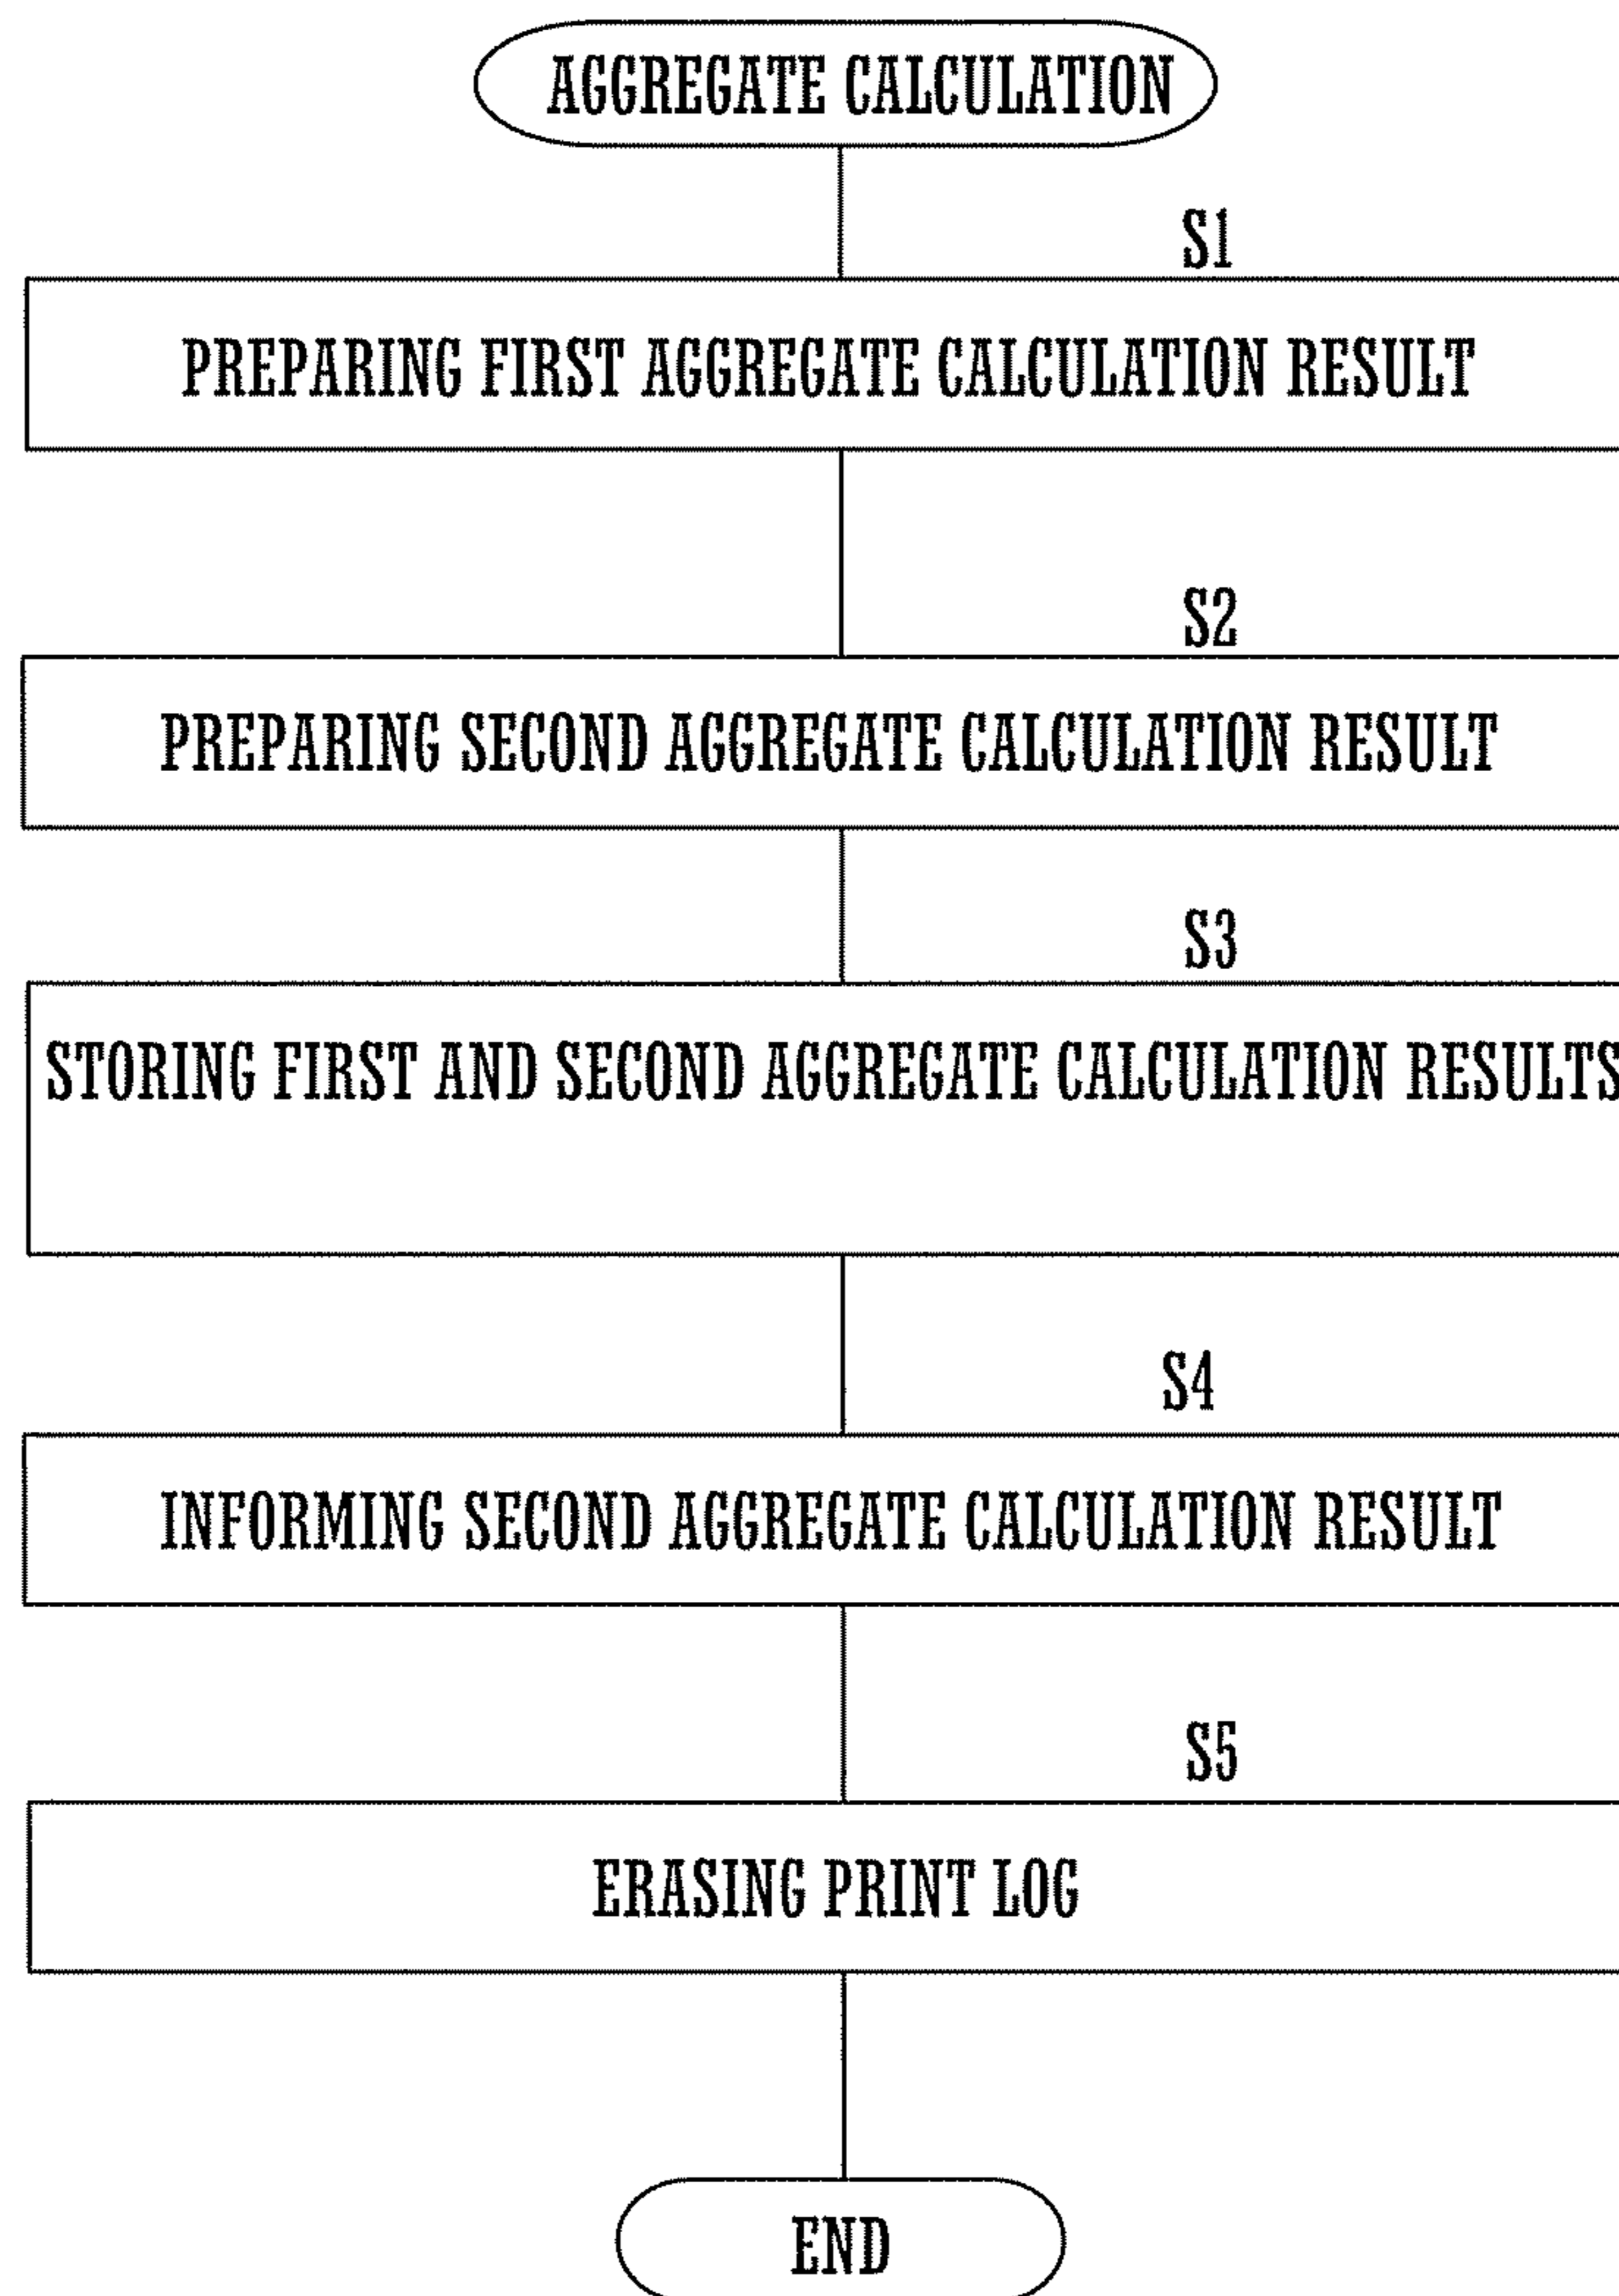 AGGREGATE CALCULATION
S1
PREPARING FIRST AGGREGATE CALCULATION RESULT
S2
PREPARING SECOND AGGREGATE CALCULATION RESULT
S3
STORING FIRST AND SECOND AGGREGATE CALCULATION RESULTS
S4
INFORMING SECOND AGGREGATE CALCULATION RESULT
S5
ERASING PRINT LOG
END